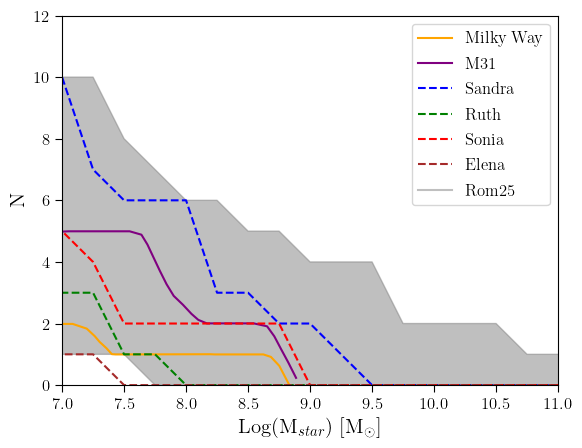 12
10
8
6
4
2
0
N
7.0 7.5 8.0 8.5 9.0 9.5 10.0 10.5 11.0
Log(M$_{star}$) [M$_{\odot}$]
Milky Way
M31
Sandra
Ruth
Sonia
Elena
Rom25